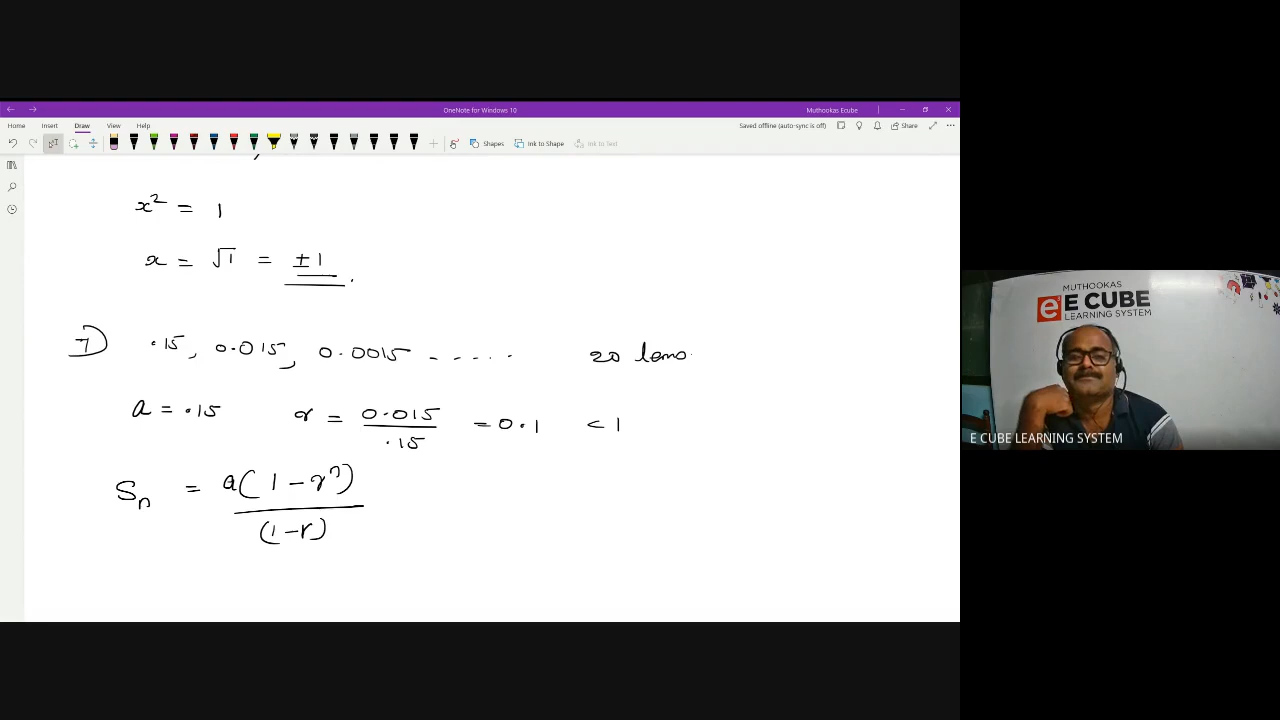 OneNote for Windows 10
Muthookas Ecube
Home Insert Draw View Help
Saved offline (auto-sync is off) Share
Shapes Ink to Shape Ink to Text
x² = 1
x = √1 = ±1.
7) .15, 0.015, 0.0015 ------ 20
a = .15 r = 0.015/.15 = 0.1 < 1
Sn = a(1-rⁿ)/(1-r)
MUTHOOKAS
e³ E CUBE
LEARNING SYSTEM
E CUBE LEARNING SYSTEM